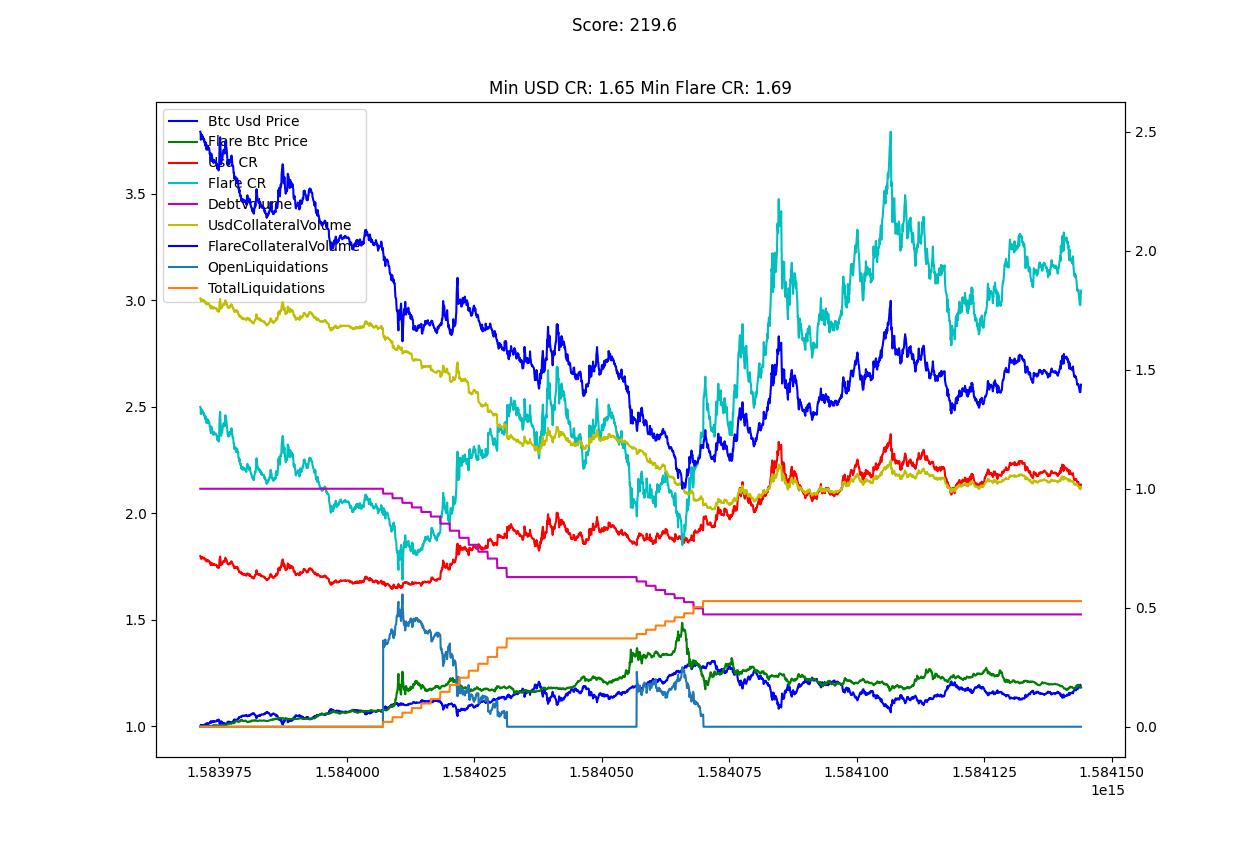 Score: 219.6
Min USD CR: 1.65 Min Flare CR: 1.69
Btc Usd Price
Flare Btc Price
Usd CR
Flare CR
DebtVolume
UsdCollateralVolume
FlareCollateralVolume
OpenLiquidations
TotalLiquidations
3.5
3.0
2.5
2.0
1.5
1.0
2.5
2.0
1.5
1.0
0.5
0.0
1.583975 1.584000 1.584025 1.584050 1.584075 1.584100 1.584125 1.584150
1e15